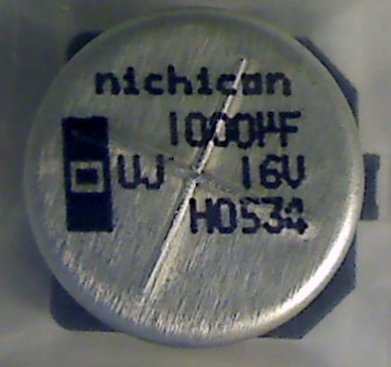 nichicon
1000µF
UJ 16V
H0534